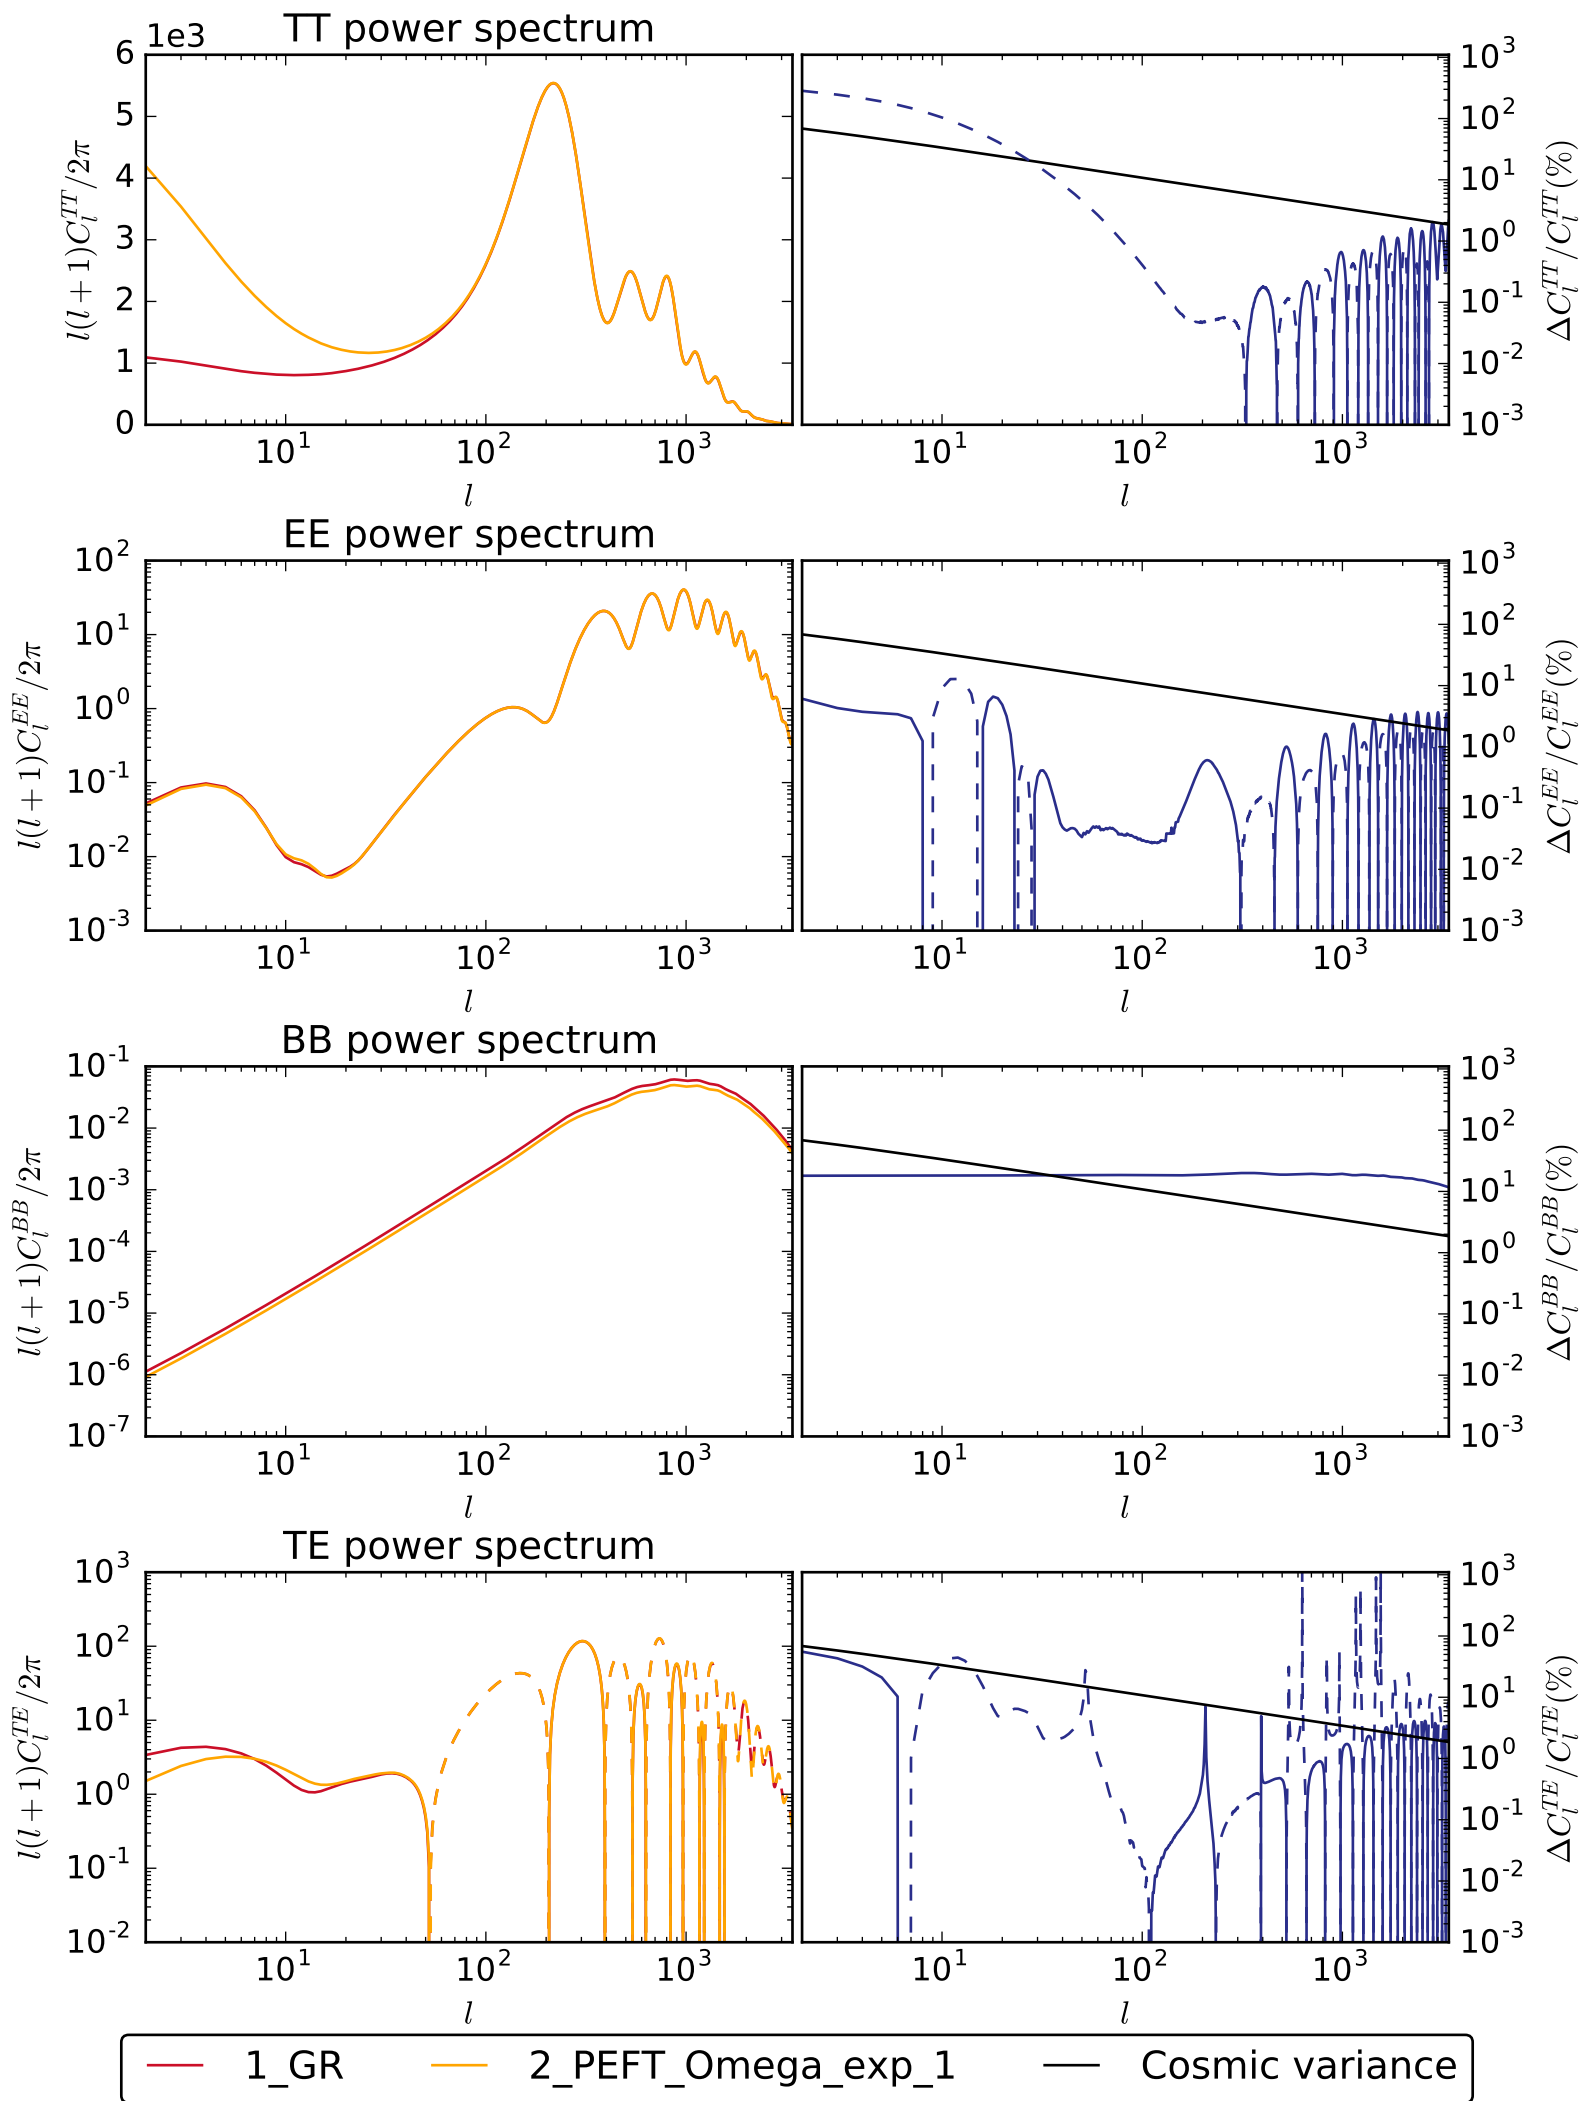 TT power spectrum
1e3
6
5
4
3
2
1
0
l(l + 1)C_l^{TT}/2π
10^1 10^2 10^3
l
10^3
10^2
10^1
10^0
10^-1
10^-2
10^-3
ΔC_l^{TT}/C_l^{TT}(%)
10^1 10^2 10^3
l
EE power spectrum
10^2
10^1
10^0
10^-1
10^-2
10^-3
l(l + 1)C_l^{EE}/2π
10^1 10^2 10^3
l
10^3
10^2
10^1
10^0
10^-1
10^-2
10^-3
ΔC_l^{EE}/C_l^{EE}(%)
10^1 10^2 10^3
l
BB power spectrum
10^-1
10^-2
10^-3
10^-4
10^-5
10^-6
10^-7
l(l + 1)C_l^{BB}/2π
10^1 10^2 10^3
l
10^3
10^2
10^1
10^0
10^-1
10^-2
10^-3
ΔC_l^{BB}/C_l^{BB}(%)
10^1 10^2 10^3
l
TE power spectrum
10^3
10^2
10^1
10^0
10^-1
10^-2
l(l + 1)C_l^{TE}/2π
10^1 10^2 10^3
l
10^3
10^2
10^1
10^0
10^-1
10^-2
10^-3
ΔC_l^{TE}/C_l^{TE}(%)
10^1 10^2 10^3
l
1_GR 2_PEFT_Omega_exp_1 Cosmic variance